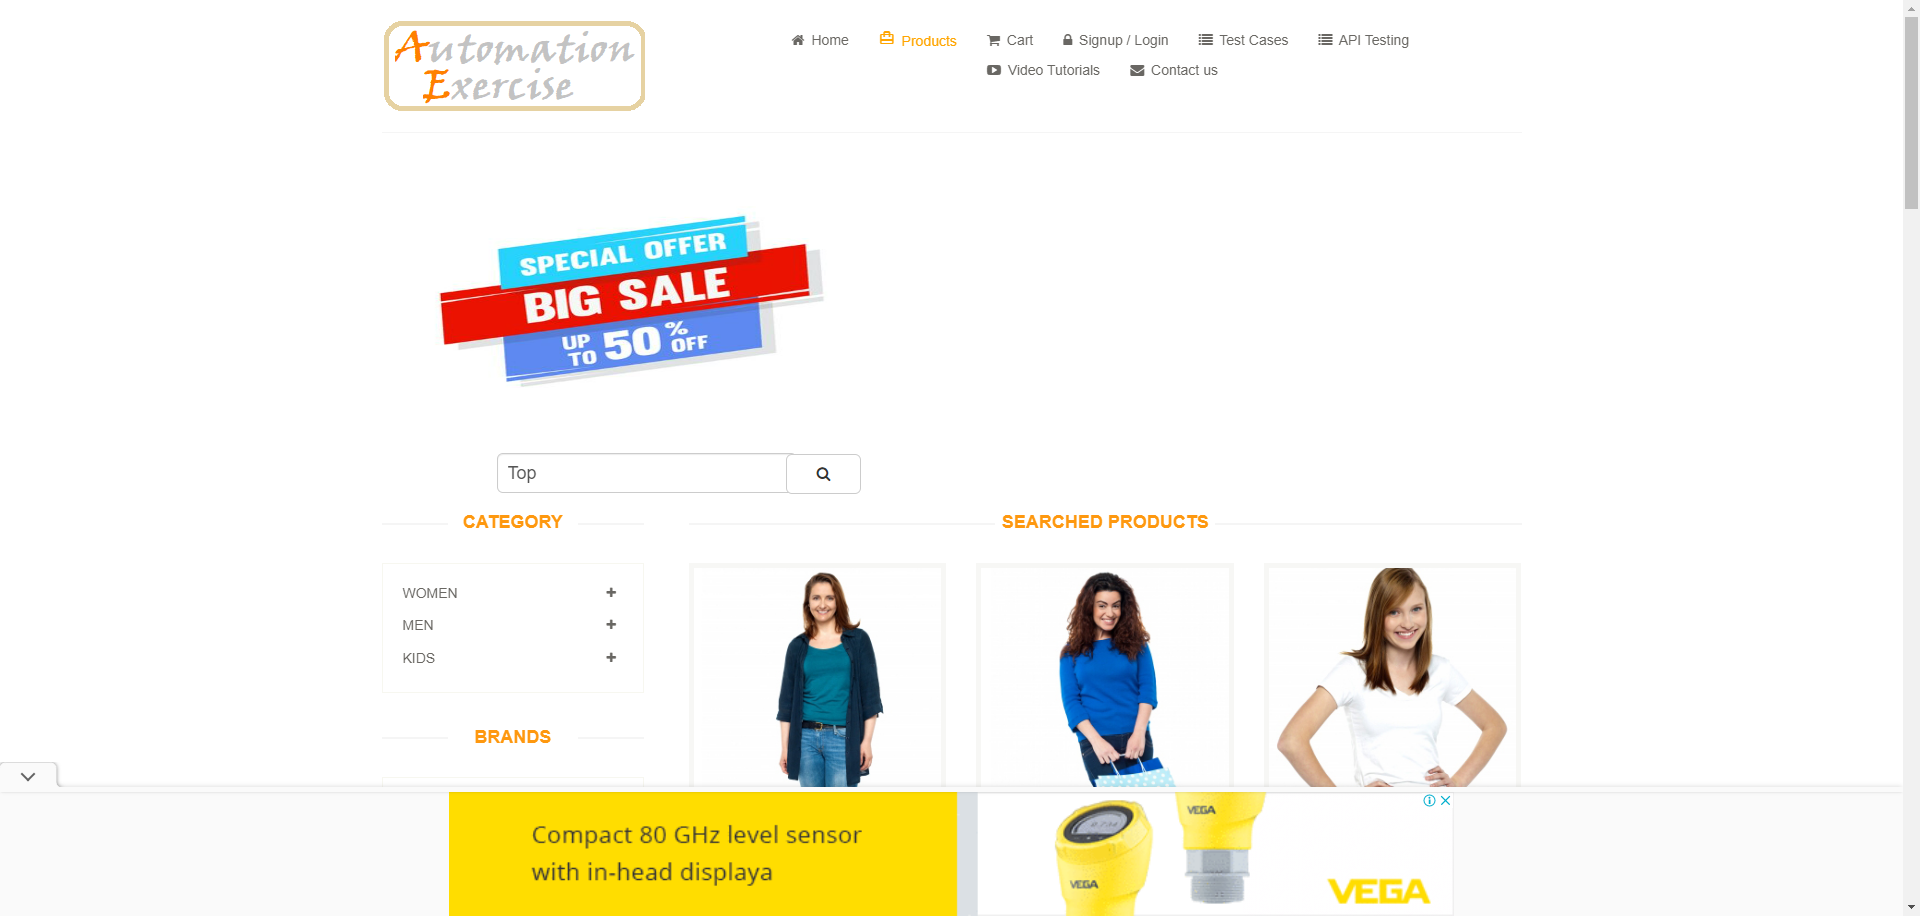 Automation
Exercise
Home
Products
Cart
Signup / Login
Test Cases
API Testing
Video Tutorials
Contact us
SPECIAL OFFER
BIG SALE
UP TO 50% OFF
Top
CATEGORY
SEARCHED PRODUCTS
WOMEN
MEN
KIDS
BRANDS
Compact 80 GHz level sensor
with in-head displaya
VEGA
VEGA
VEGA